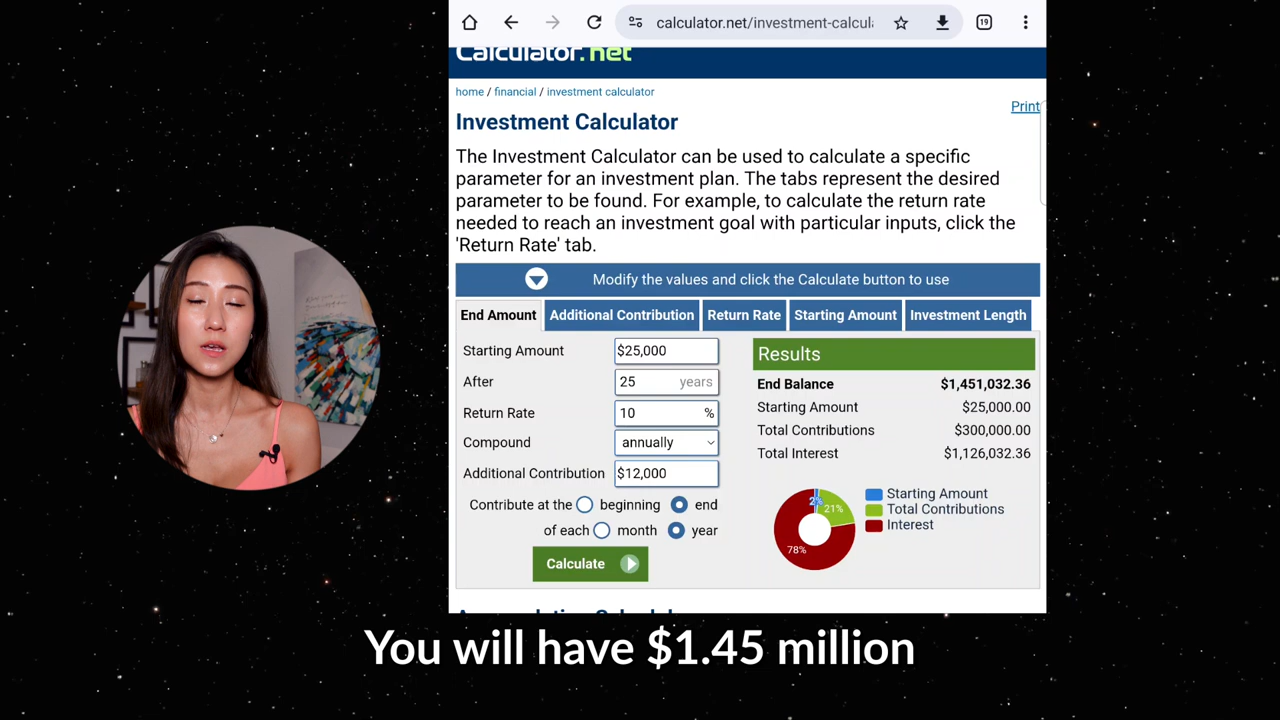 calculator.net/investment-calcul
19
Calculator.net
home / financial / investment calculator
Print
Investment Calculator
The Investment Calculator can be used to calculate a specific
parameter for an investment plan. The tabs represent the desired
parameter to be found. For example, to calculate the return rate
needed to reach an investment goal with particular inputs, click the
'Return Rate' tab.
Modify the values and click the Calculate button to use
End Amount Additional Contribution Return Rate Starting Amount Investment Length
Starting Amount $25,000
After 25 years
Return Rate 10 %
Compound annually
Additional Contribution $12,000
Contribute at the beginning end
of each month year
Calculate
Results
End Balance $1,451,032.36
Starting Amount $25,000.00
Total Contributions $300,000.00
Total Interest $1,126,032.36
2%
21%
78%
Starting Amount
Total Contributions
Interest
You will have $1.45 million